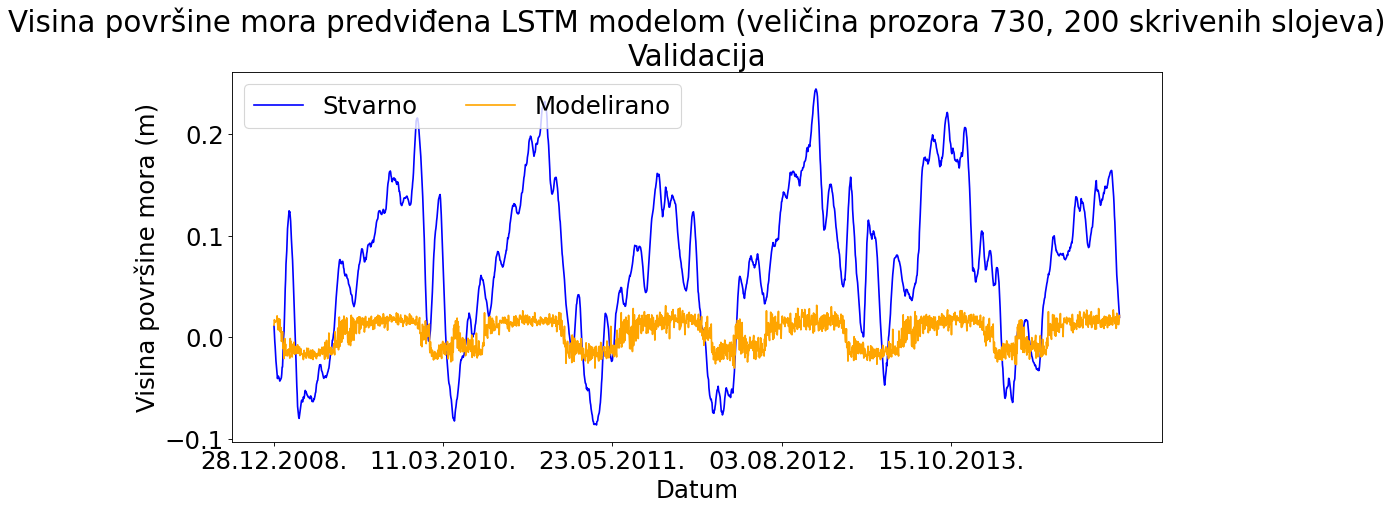 Visina površine mora predviđena LSTM modelom (veličina prozora 730, 200 skrivenih slojeva)
Validacija
Stvarno Modelirano
Visina površine mora (m)
0.2
0.1
0.0
−0.1
28.12.2008. 11.03.2010. 23.05.2011. 03.08.2012. 15.10.2013.
Datum